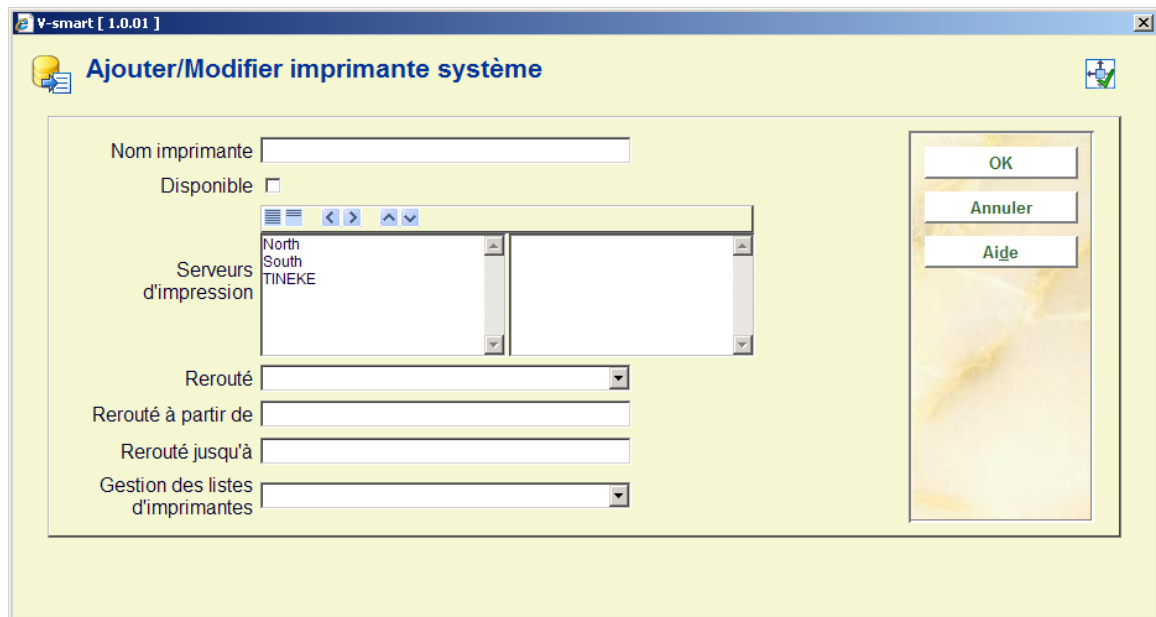 V-smart [ 1.0.01 ]
Ajouter/Modifier imprimante système
Nom imprimante
OK
Disponible
Annuler
Aide
Serveurs
d'impression
North
South
TINEKE
Rerouté
Rerouté à partir de
Rerouté jusqu'à
Gestion des listes
d'imprimantes